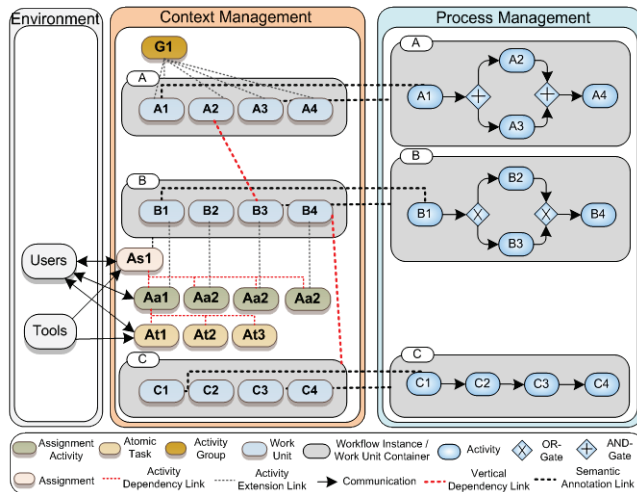 Environment
Context Management
Process Management
G1
A
A1 A2 A3 A4
A
A1
A2
A3
A4
B
B1 B2 B3 B4
B
B1
B2
B3
B4
Users
Tools
As1
Aa1 Aa2 Aa2 Aa2
At1 At2 At3
C
C1 C2 C3 C4
C
C1 C2 C3 C4
Assignment
Activity
Atomic
Task
Activity
Group
Work
Unit
Workflow Instance /
Work Unit Container
Activity
OR-
Gate
AND-
Gate
Assignment
Activity
Dependency Link
Activity
Extension Link
Communication
Vertical
Dependency Link
Semantic
Annotation Link